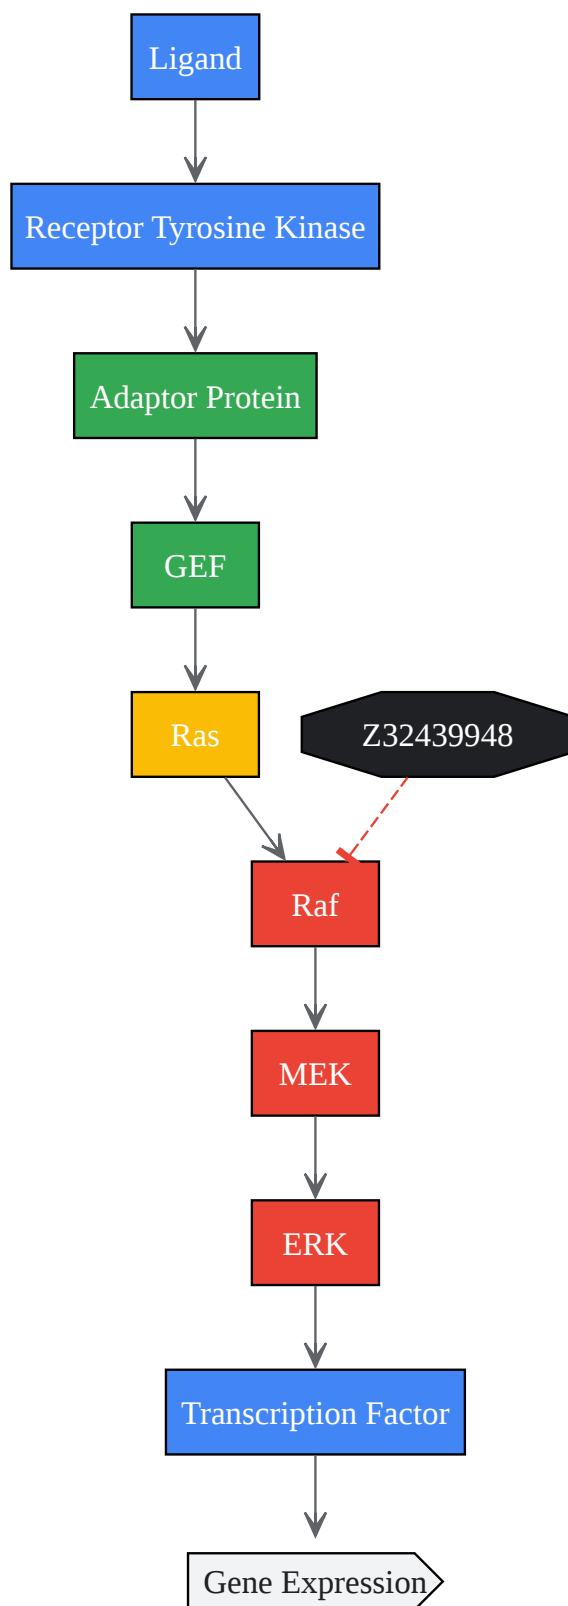 Ligand
Receptor Tyrosine Kinase
Adaptor Protein
GEF
Ras
Z32439948
Raf
MEK
ERK
Transcription Factor
Gene Expression